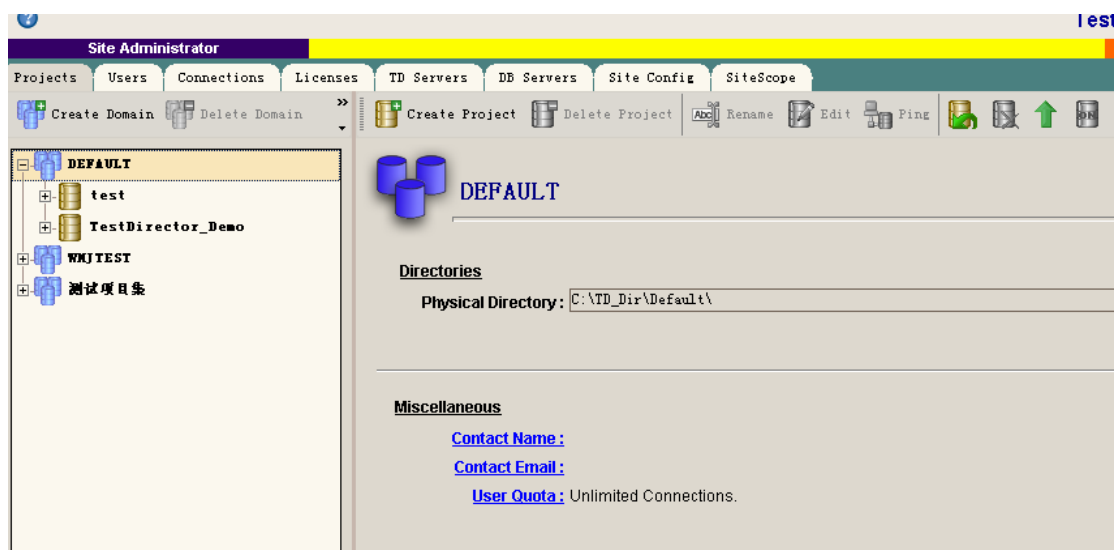 Test
Site Administrator
Projects Users Connections Licenses TD Servers DB Servers Site Config SiteScope
Create Domain Delete Domain » Create Project Delete Project Abc Rename Edit Ping
DEFAULT
test
TestDirector_Demo
WMJTEST
测试项目集
DEFAULT
Directories
Physical Directory : C:\TD_Dir\Default\
Miscellaneous
Contact Name :
Contact Email :
User Quota : Unlimited Connections.